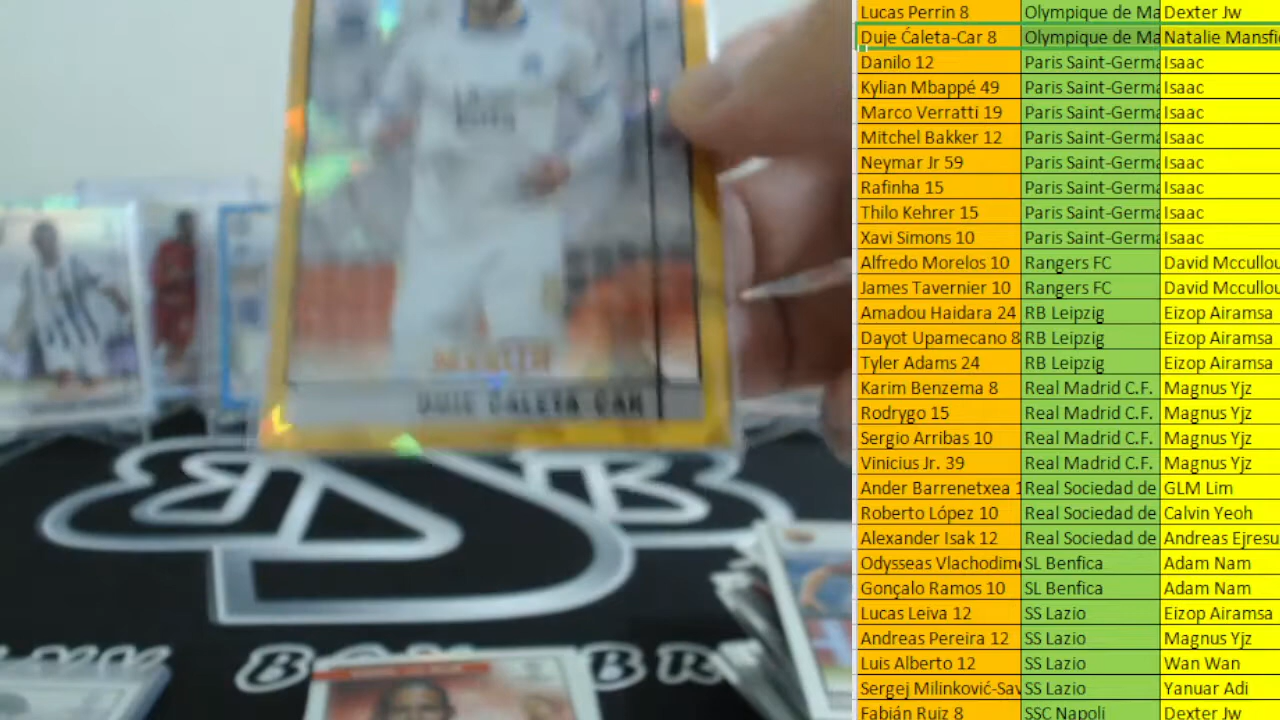 MERLIN
DUJE CALETA-CAR
Lucas Perrin 8 Olympique de Ma Dexter Jw
Duje Ćaleta-Car 8 Olympique de Ma Natalie Mansfi
Danilo 12 Paris Saint-Germa Isaac
Kylian Mbappé 49 Paris Saint-Germa Isaac
Marco Verratti 19 Paris Saint-Germa Isaac
Mitchel Bakker 12 Paris Saint-Germa Isaac
Neymar Jr 59 Paris Saint-Germa Isaac
Rafinha 15 Paris Saint-Germa Isaac
Thilo Kehrer 15 Paris Saint-Germa Isaac
Xavi Simons 10 Paris Saint-Germa Isaac
Alfredo Morelos 10 Rangers FC David Mccullou
James Tavernier 10 Rangers FC David Mccullou
Amadou Haidara 24 RB Leipzig Eizop Airamsa
Dayot Upamecano 8 RB Leipzig Eizop Airamsa
Tyler Adams 24 RB Leipzig Eizop Airamsa
Karim Benzema 8 Real Madrid C.F. Magnus Yjz
Rodrygo 15 Real Madrid C.F. Magnus Yjz
Sergio Arribas 10 Real Madrid C.F. Magnus Yjz
Vinicius Jr. 39 Real Madrid C.F. Magnus Yjz
Ander Barrenetxea 1 Real Sociedad de GLM Lim
Roberto López 10 Real Sociedad de Calvin Yeoh
Alexander Isak 12 Real Sociedad de Andreas Ejresu
Odysseas Vlachodim SL Benfica Adam Nam
Gonçalo Ramos 10 SL Benfica Adam Nam
Lucas Leiva 12 SS Lazio Eizop Airamsa
Andreas Pereira 12 SS Lazio Magnus Yjz
Luis Alberto 12 SS Lazio Wan Wan
Sergej Milinković-Sav SS Lazio Yanuar Adi
Fabián Ruiz 8 SSC Napoli Dexter Jw